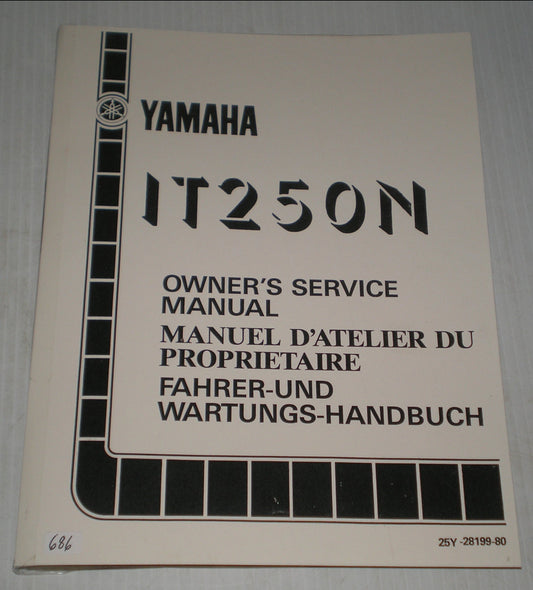 YAMAHA
IT250N
OWNER'S SERVICE
MANUAL
MANUEL D'ATELIER DU
PROPRIETAIRE
FAHRER-UND
WARTUNGS-HANDBUCH
686
25Y-28199-80